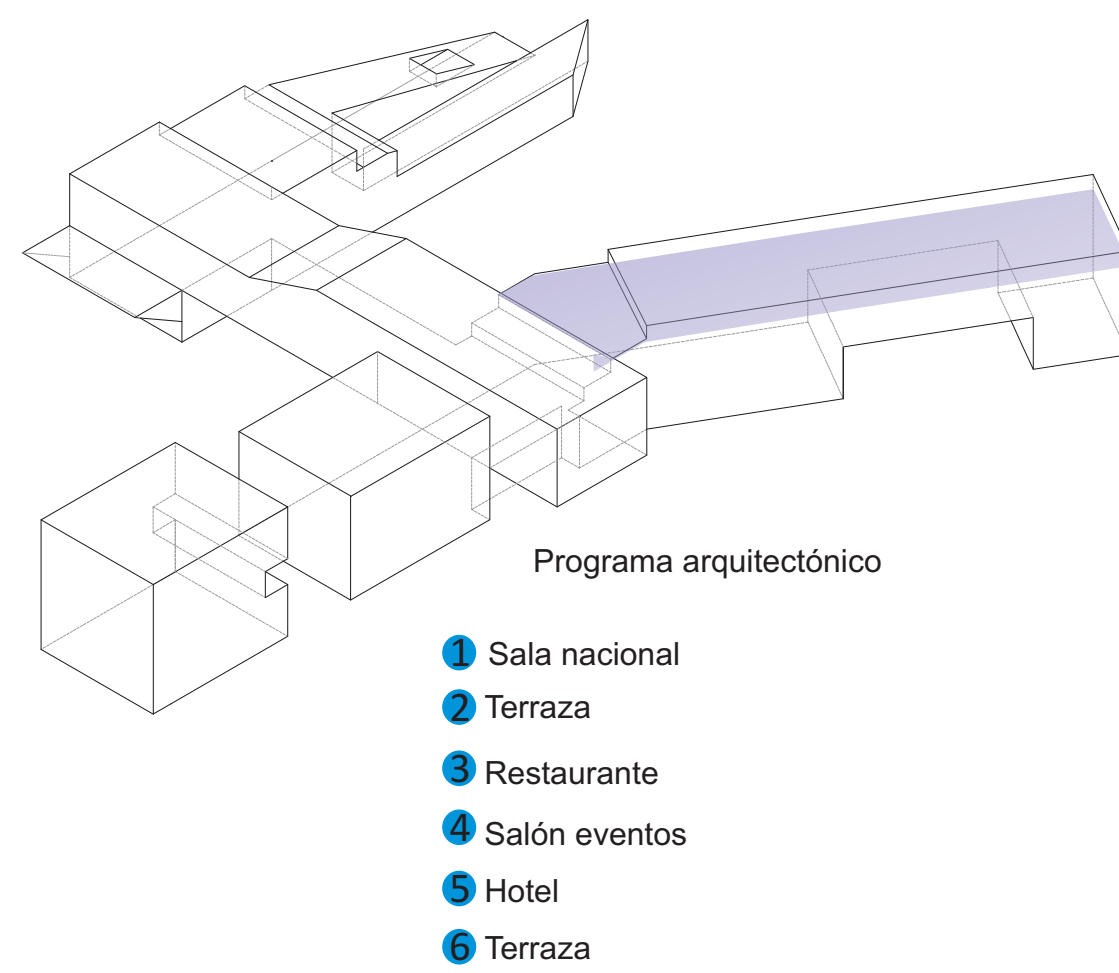 Programa arquitectónico
1 Sala nacional
2 Terraza
3 Restaurante
4 Salón eventos
5 Hotel
6 Terraza